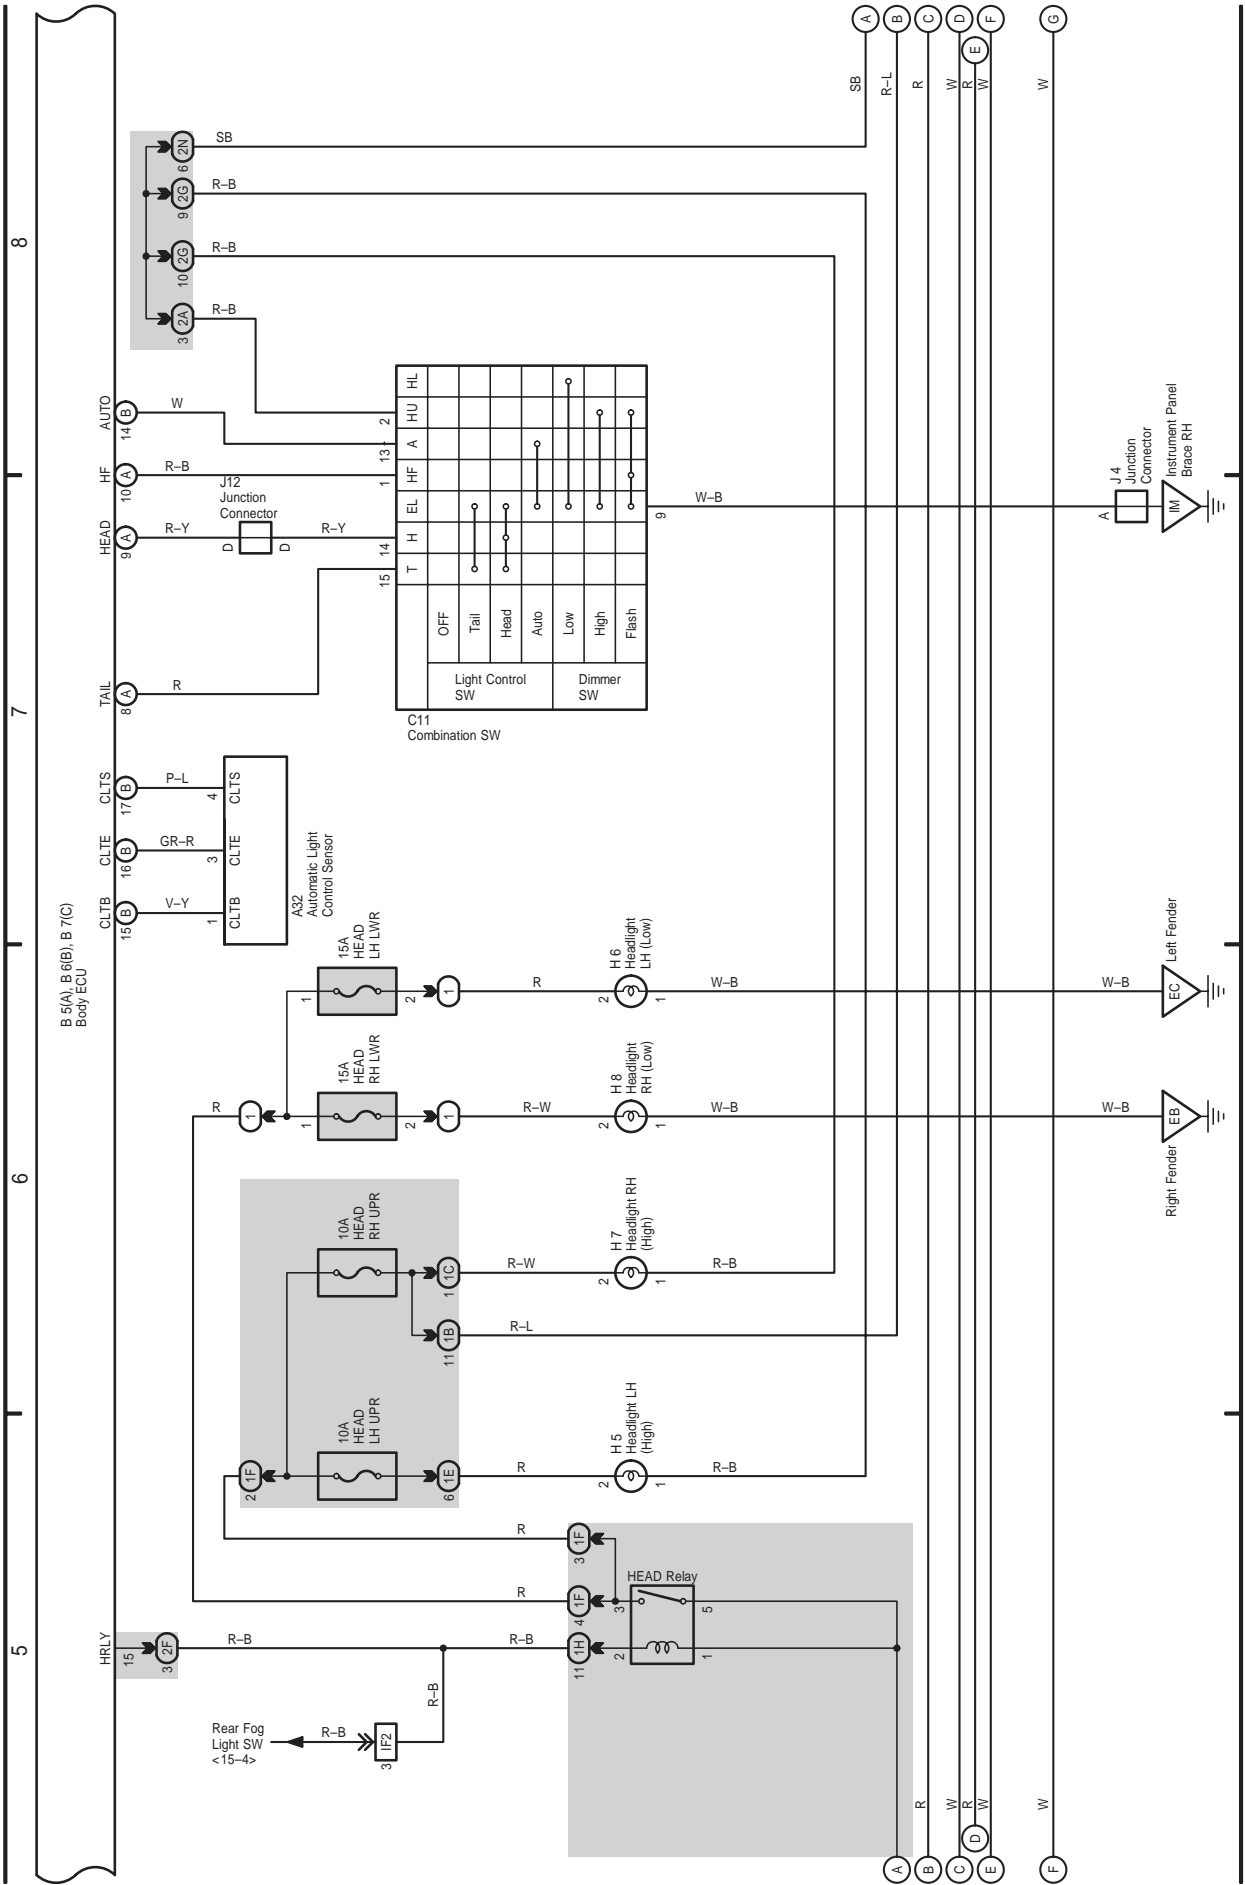 5
6
7
8
B 5(A), B 6(B), B 7(C)
Body ECU
HRLY
15
CLTB
15
B
CLTE
16
B
CLTS
17
B
TAIL
8
A
HEAD
9
A
HF
10
A
AUTO
14
B
3
2F
R–B
R–B
R–B
Rear Fog
Light SW
<15–4>
R–B
3
IF2
11
1H
4
1F
3
1F
R
R
HEAD Relay
2
3
1
5
2
1F
10A
HEAD
LH UPR
10A
HEAD
RH UPR
6
1E
11
1B
1
1C
R
R–L
R–W
H 5
Headlight LH
(High)
2
1
R–B
H 7
Headlight RH
(High)
2
1
R–B
R
1
15A
HEAD
RH LWR
1
2
1
15A
HEAD
LH LWR
1
2
1
R–W
R
H 8
Headlight
RH (Low)
2
1
W–B
H 6
Headlight
LH (Low)
2
1
W–B
W–B
W–B
EB
Right Fender
EC
Left Fender
V–Y
GR–R
P–L
1
3
4
CLTB
CLTE
CLTS
A32
Automatic Light
Control Sensor
R
R–Y
J12
Junction
Connector
D
D
R–Y
R–B
W
3
2A
R–B
10
2G
R–B
9
2G
R–B
6
2N
SB
15
14
1
13
2
T
H
EL
HF
A
HU
HL
OFF
Tail
Head
Auto
Low
High
Flash
Light Control
SW
Dimmer
SW
C11
Combination SW
9
W–B
A
J 4
Junction
Connector
IM
Instrument Panel
Brace RH
A
B
C
D
E
F
R
W
R
W
W
SB
R–L
R
W
R
W
W
A
B
C
D
E
F
G